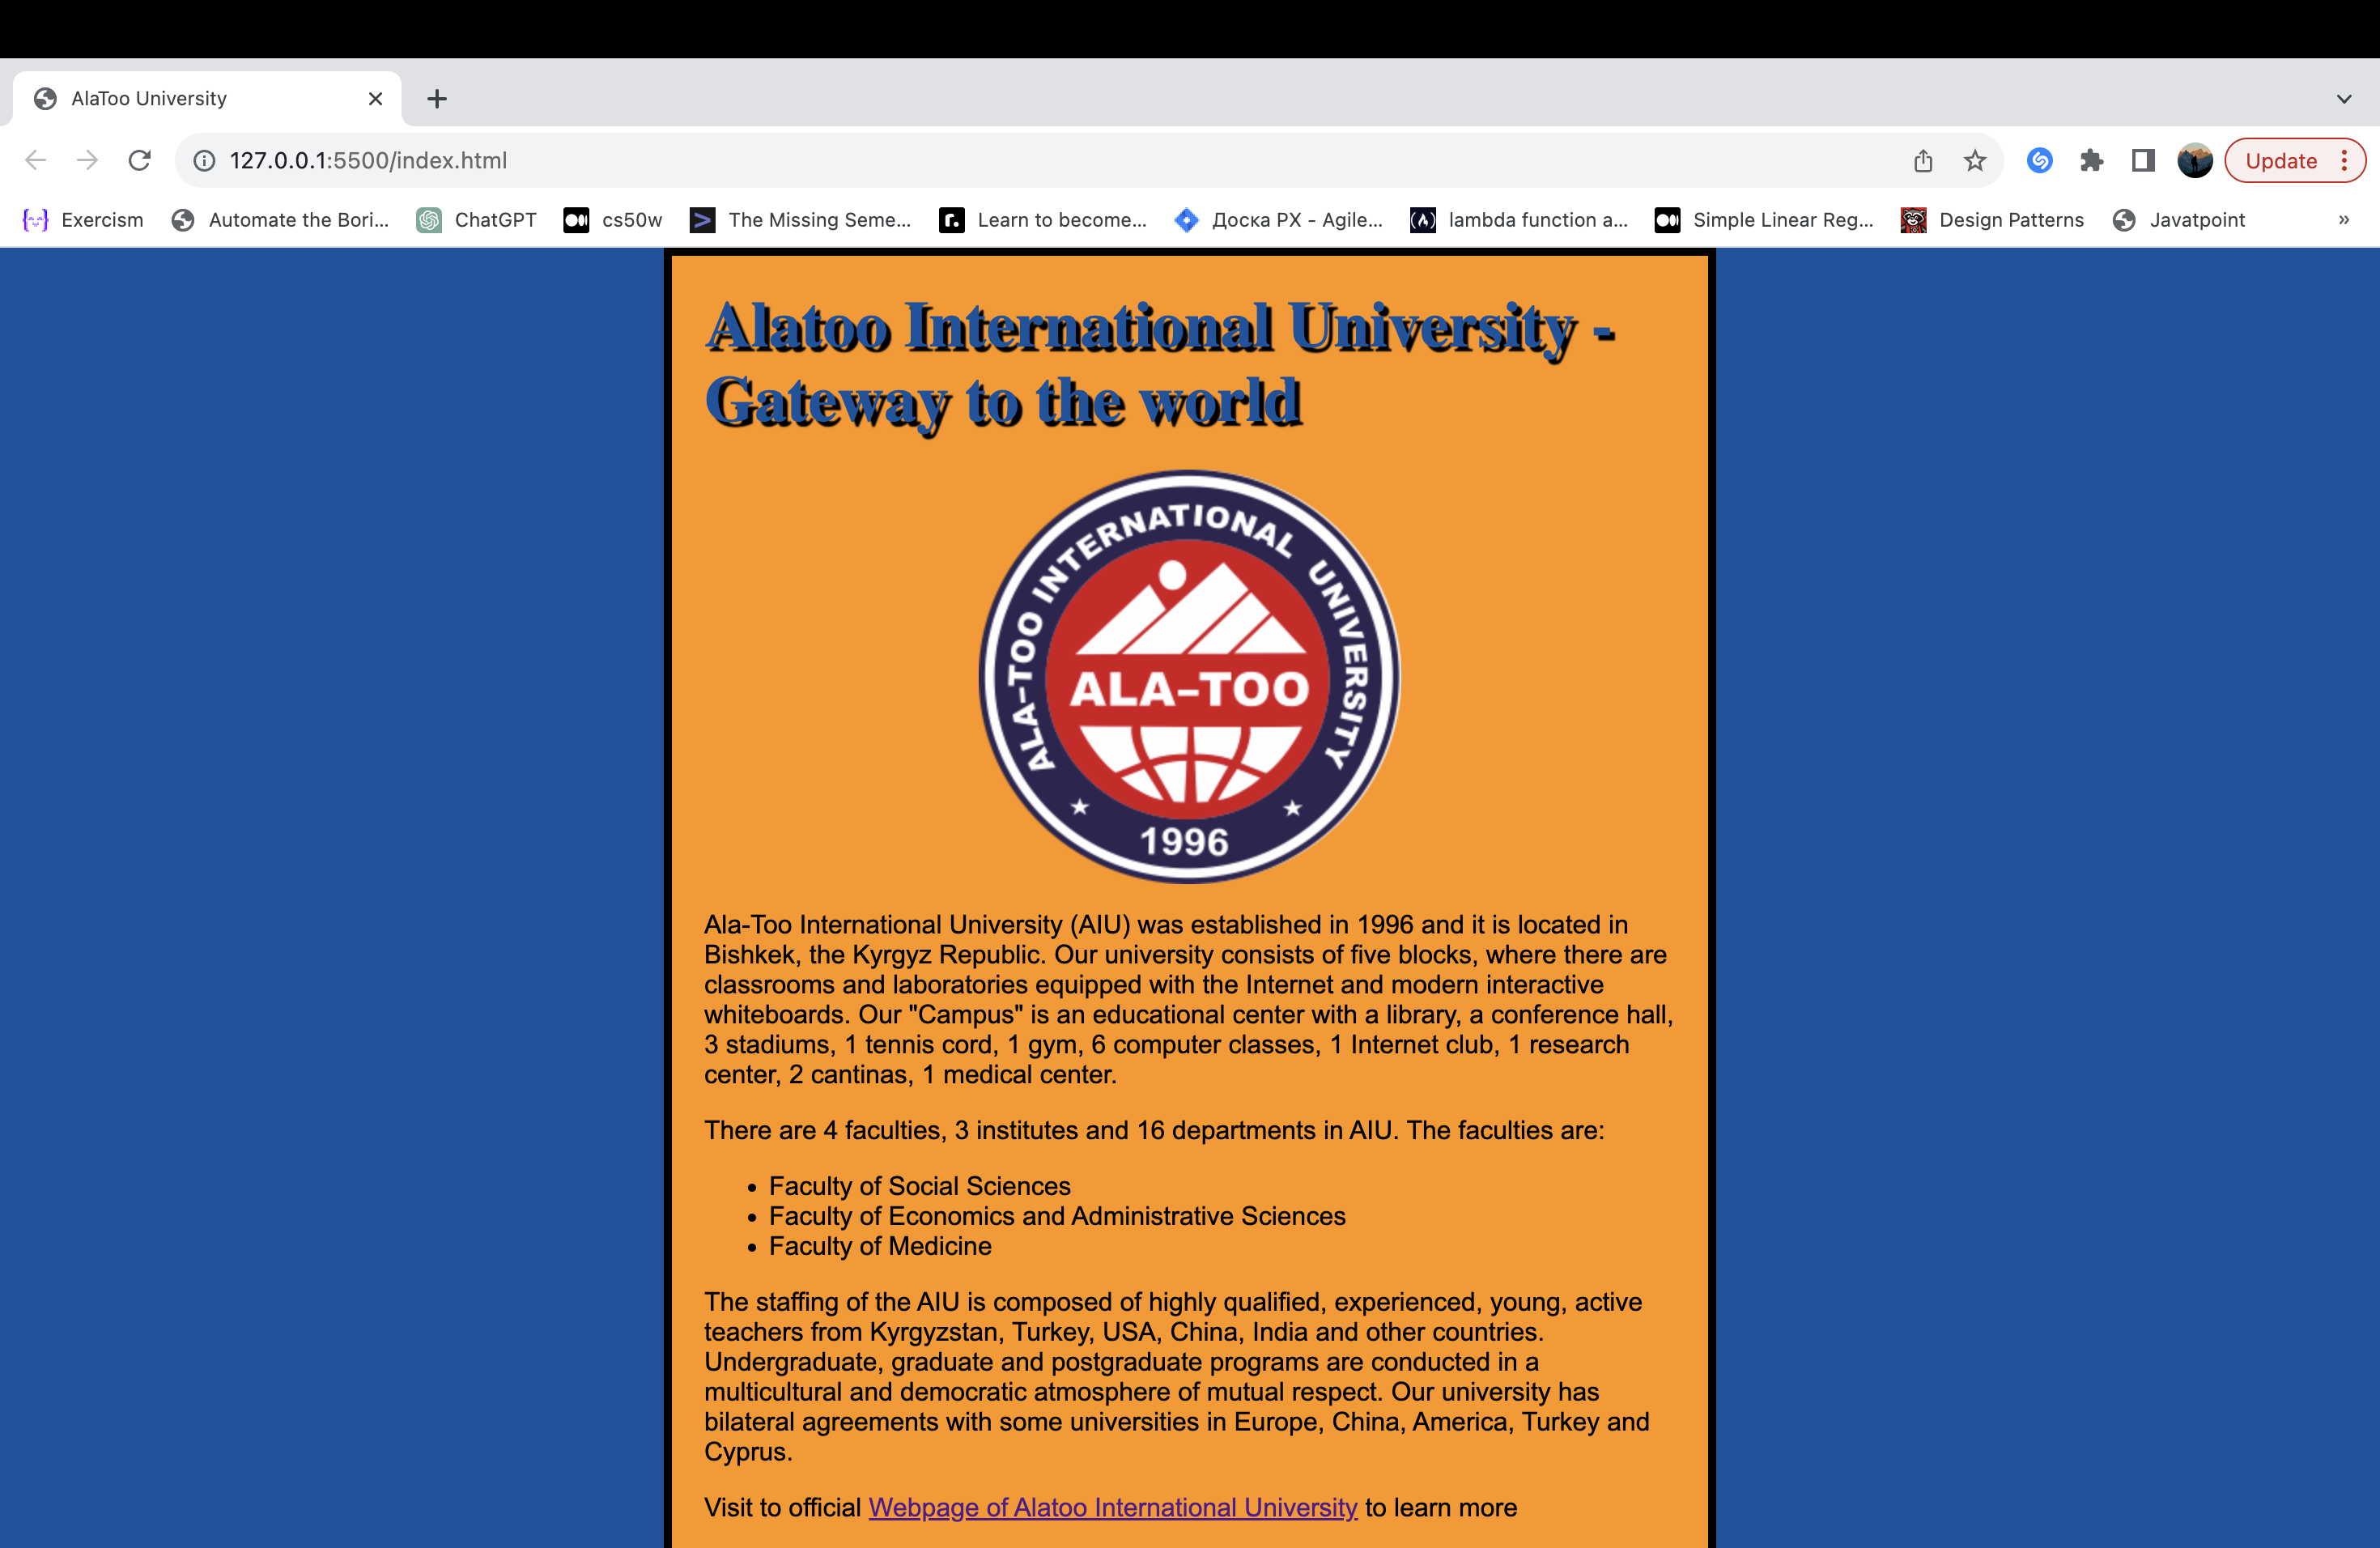 AlaToo University
127.0.0.1:5500/index.html
Update
Exercism
Automate the Bori...
ChatGPT
cs50w
The Missing Seme...
Learn to become...
Доска PX - Agile...
lambda function a...
Simple Linear Reg...
Design Patterns
Javatpoint
»
Alatoo International University -
Gateway to the world
ALA-TOO INTERNATIONAL UNIVERSITY
ALA-TOO
1996
Ala-Too International University (AIU) was established in 1996 and it is located in
Bishkek, the Kyrgyz Republic. Our university consists of five blocks, where there are
classrooms and laboratories equipped with the Internet and modern interactive
whiteboards. Our "Campus" is an educational center with a library, a conference hall,
3 stadiums, 1 tennis cord, 1 gym, 6 computer classes, 1 Internet club, 1 research
center, 2 cantinas, 1 medical center.
There are 4 faculties, 3 institutes and 16 departments in AIU. The faculties are:
• Faculty of Social Sciences
• Faculty of Economics and Administrative Sciences
• Faculty of Medicine
The staffing of the AIU is composed of highly qualified, experienced, young, active
teachers from Kyrgyzstan, Turkey, USA, China, India and other countries.
Undergraduate, graduate and postgraduate programs are conducted in a
multicultural and democratic atmosphere of mutual respect. Our university has
bilateral agreements with some universities in Europe, China, America, Turkey and
Cyprus.
Visit to official Webpage of Alatoo International University to learn more